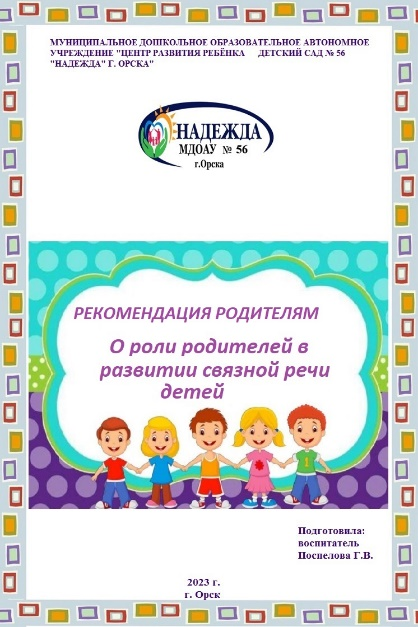 МУНИЦИПАЛЬНОЕ ДОШКОЛЬНОЕ ОБРАЗОВАТЕЛЬНОЕ АВТОНОМНОЕ
УЧРЕЖДЕНИЕ "ЦЕНТР РАЗВИТИЯ РЕБЁНКА ДЕТСКИЙ САД № 56
"НАДЕЖДА" Г. ОРСКА"
НАДЕЖДА
МДОАУ № 56
г.Орска
РЕКОМЕНДАЦИЯ РОДИТЕЛЯМ
О роли родителей в
развитии связной речи
детей
Подготовила:
воспитатель
Поспелова Г.В.
2023 г.
г. Орск